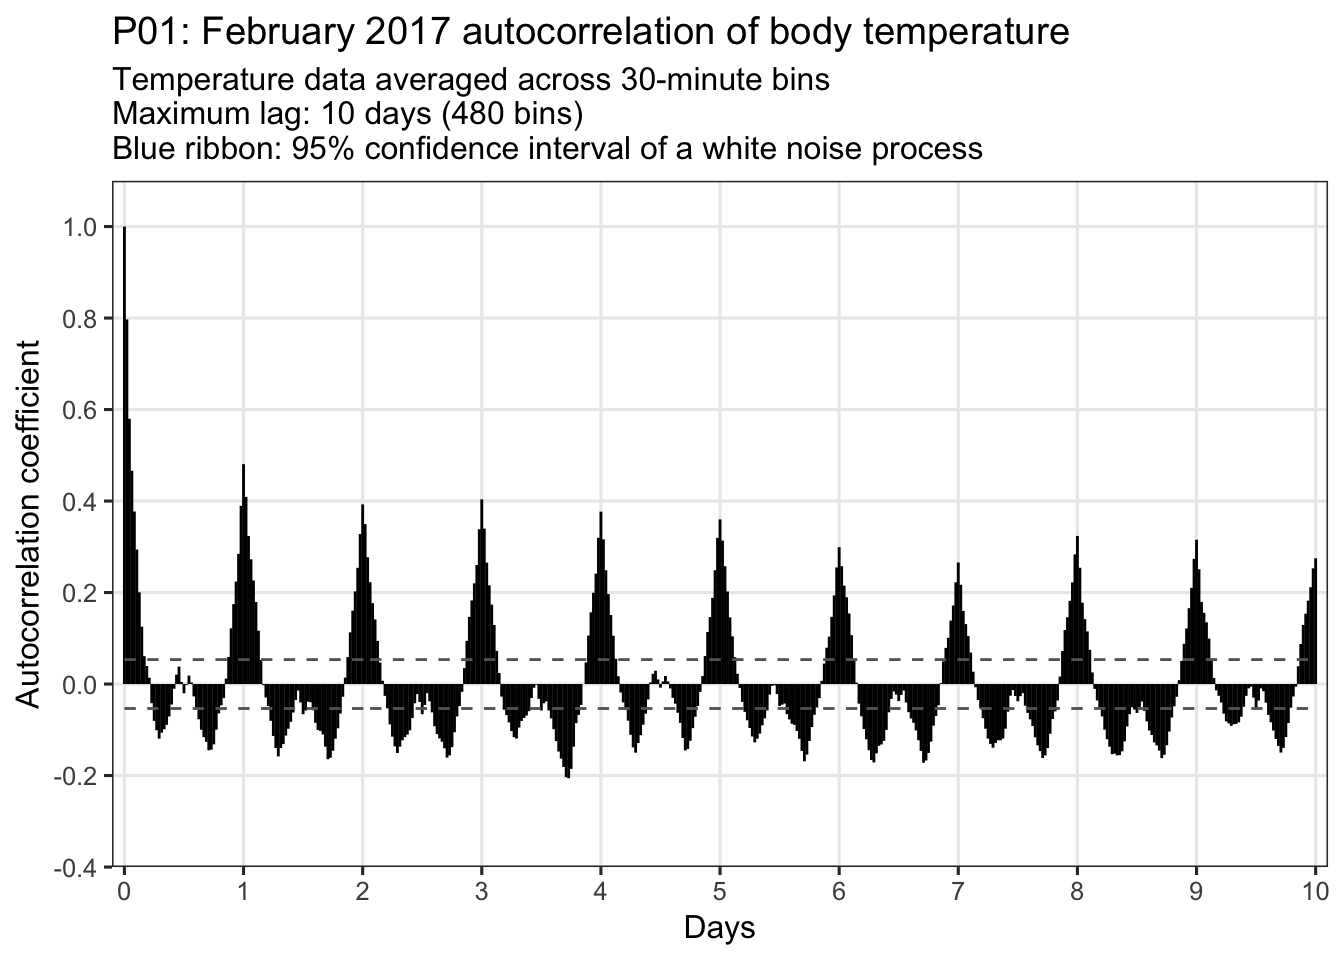 P01: February 2017 autocorrelation of body temperature
Temperature data averaged across 30-minute bins
Maximum lag: 10 days (480 bins)
Blue ribbon: 95% confidence interval of a white noise process
Autocorrelation coefficient
1.0
0.8
0.6
0.4
0.2
0.0
-0.2
-0.4
0 1 2 3 4 5 6 7 8 9 10
Days